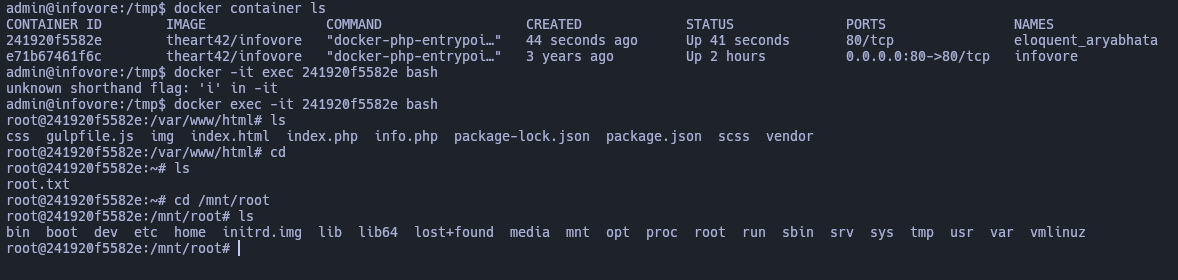 admin@infovore:/tmp$ docker container ls
CONTAINER ID        IMAGE               COMMAND                  CREATED             STATUS              PORTS                NAMES
241920f5582e        theart42/infovore   "docker-php-entrypoi…"   44 seconds ago      Up 41 seconds       80/tcp               eloquent_aryabhata
e71b67461f6c        theart42/infovore   "docker-php-entrypoi…"   3 years ago         Up 2 hours          0.0.0.0:80->80/tcp   infovore
admin@infovore:/tmp$ docker -it exec 241920f5582e bash
unknown shorthand flag: 'i' in -it
admin@infovore:/tmp$ docker exec -it 241920f5582e bash
root@241920f5582e:/var/www/html# ls
css  gulpfile.js  img  index.html  index.php  info.php  package-lock.json  package.json  scss  vendor
root@241920f5582e:/var/www/html# cd
root@241920f5582e:~# ls
root.txt
root@241920f5582e:~# cd /mnt/root
root@241920f5582e:/mnt/root# ls
bin  boot  dev  etc  home  initrd.img  lib  lib64  lost+found  media  mnt  opt  proc  root  run  sbin  srv  sys  tmp  usr  var  vmlinuz
root@241920f5582e:/mnt/root#